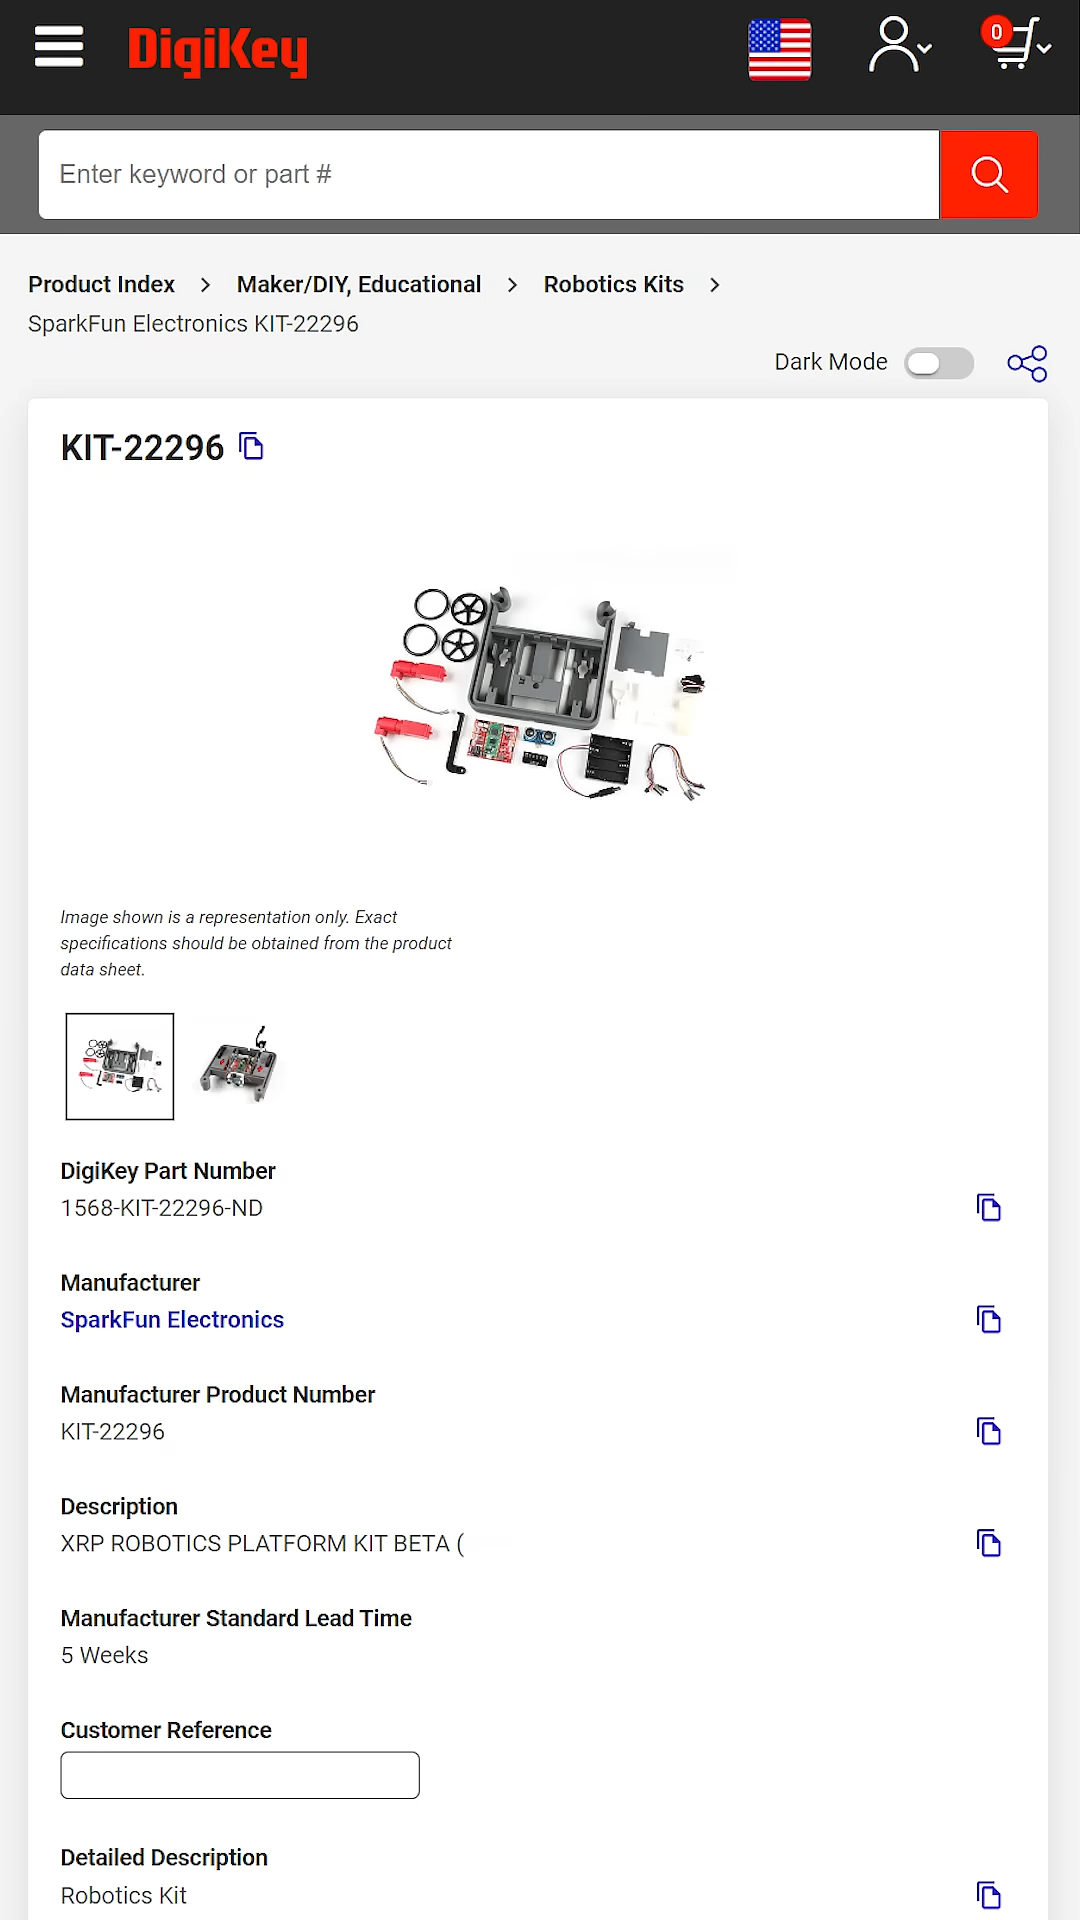 DigiKey
0
Enter keyword or part #
Product Index > Maker/DIY, Educational > Robotics Kits >
SparkFun Electronics KIT-22296
Dark Mode
KIT-22296
Image shown is a representation only. Exact
specifications should be obtained from the product
data sheet.
DigiKey Part Number
1568-KIT-22296-ND
Manufacturer
SparkFun Electronics
Manufacturer Product Number
KIT-22296
Description
XRP ROBOTICS PLATFORM KIT BETA (
Manufacturer Standard Lead Time
5 Weeks
Customer Reference
Detailed Description
Robotics Kit